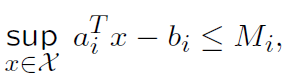 sup a_i^T x − b_i ≤ M_i,
x∈𝒳